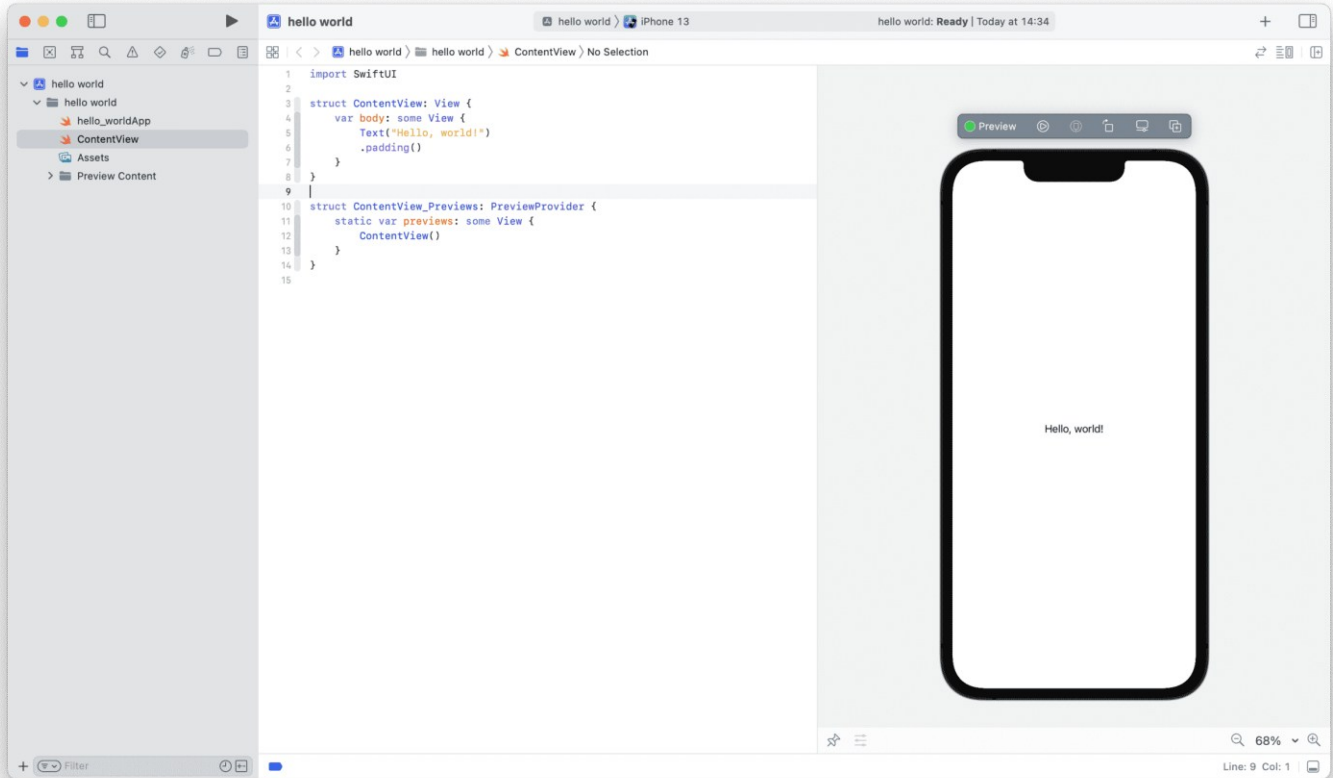 hello world
hello world 〉 iPhone 13
hello world: Ready | Today at 14:34
hello world 〉 hello world 〉 ContentView 〉 No Selection
hello world
hello world
hello_worldApp
ContentView
Assets
Preview Content
1 import SwiftUI
2
3 struct ContentView: View {
4     var body: some View {
5         Text("Hello, world!")
6         .padding()
7     }
8 }
9
10 struct ContentView_Previews: PreviewProvider {
11     static var previews: some View {
12         ContentView()
13     }
14 }
15
Preview
Hello, world!
68%
Filter
Line: 9 Col: 1